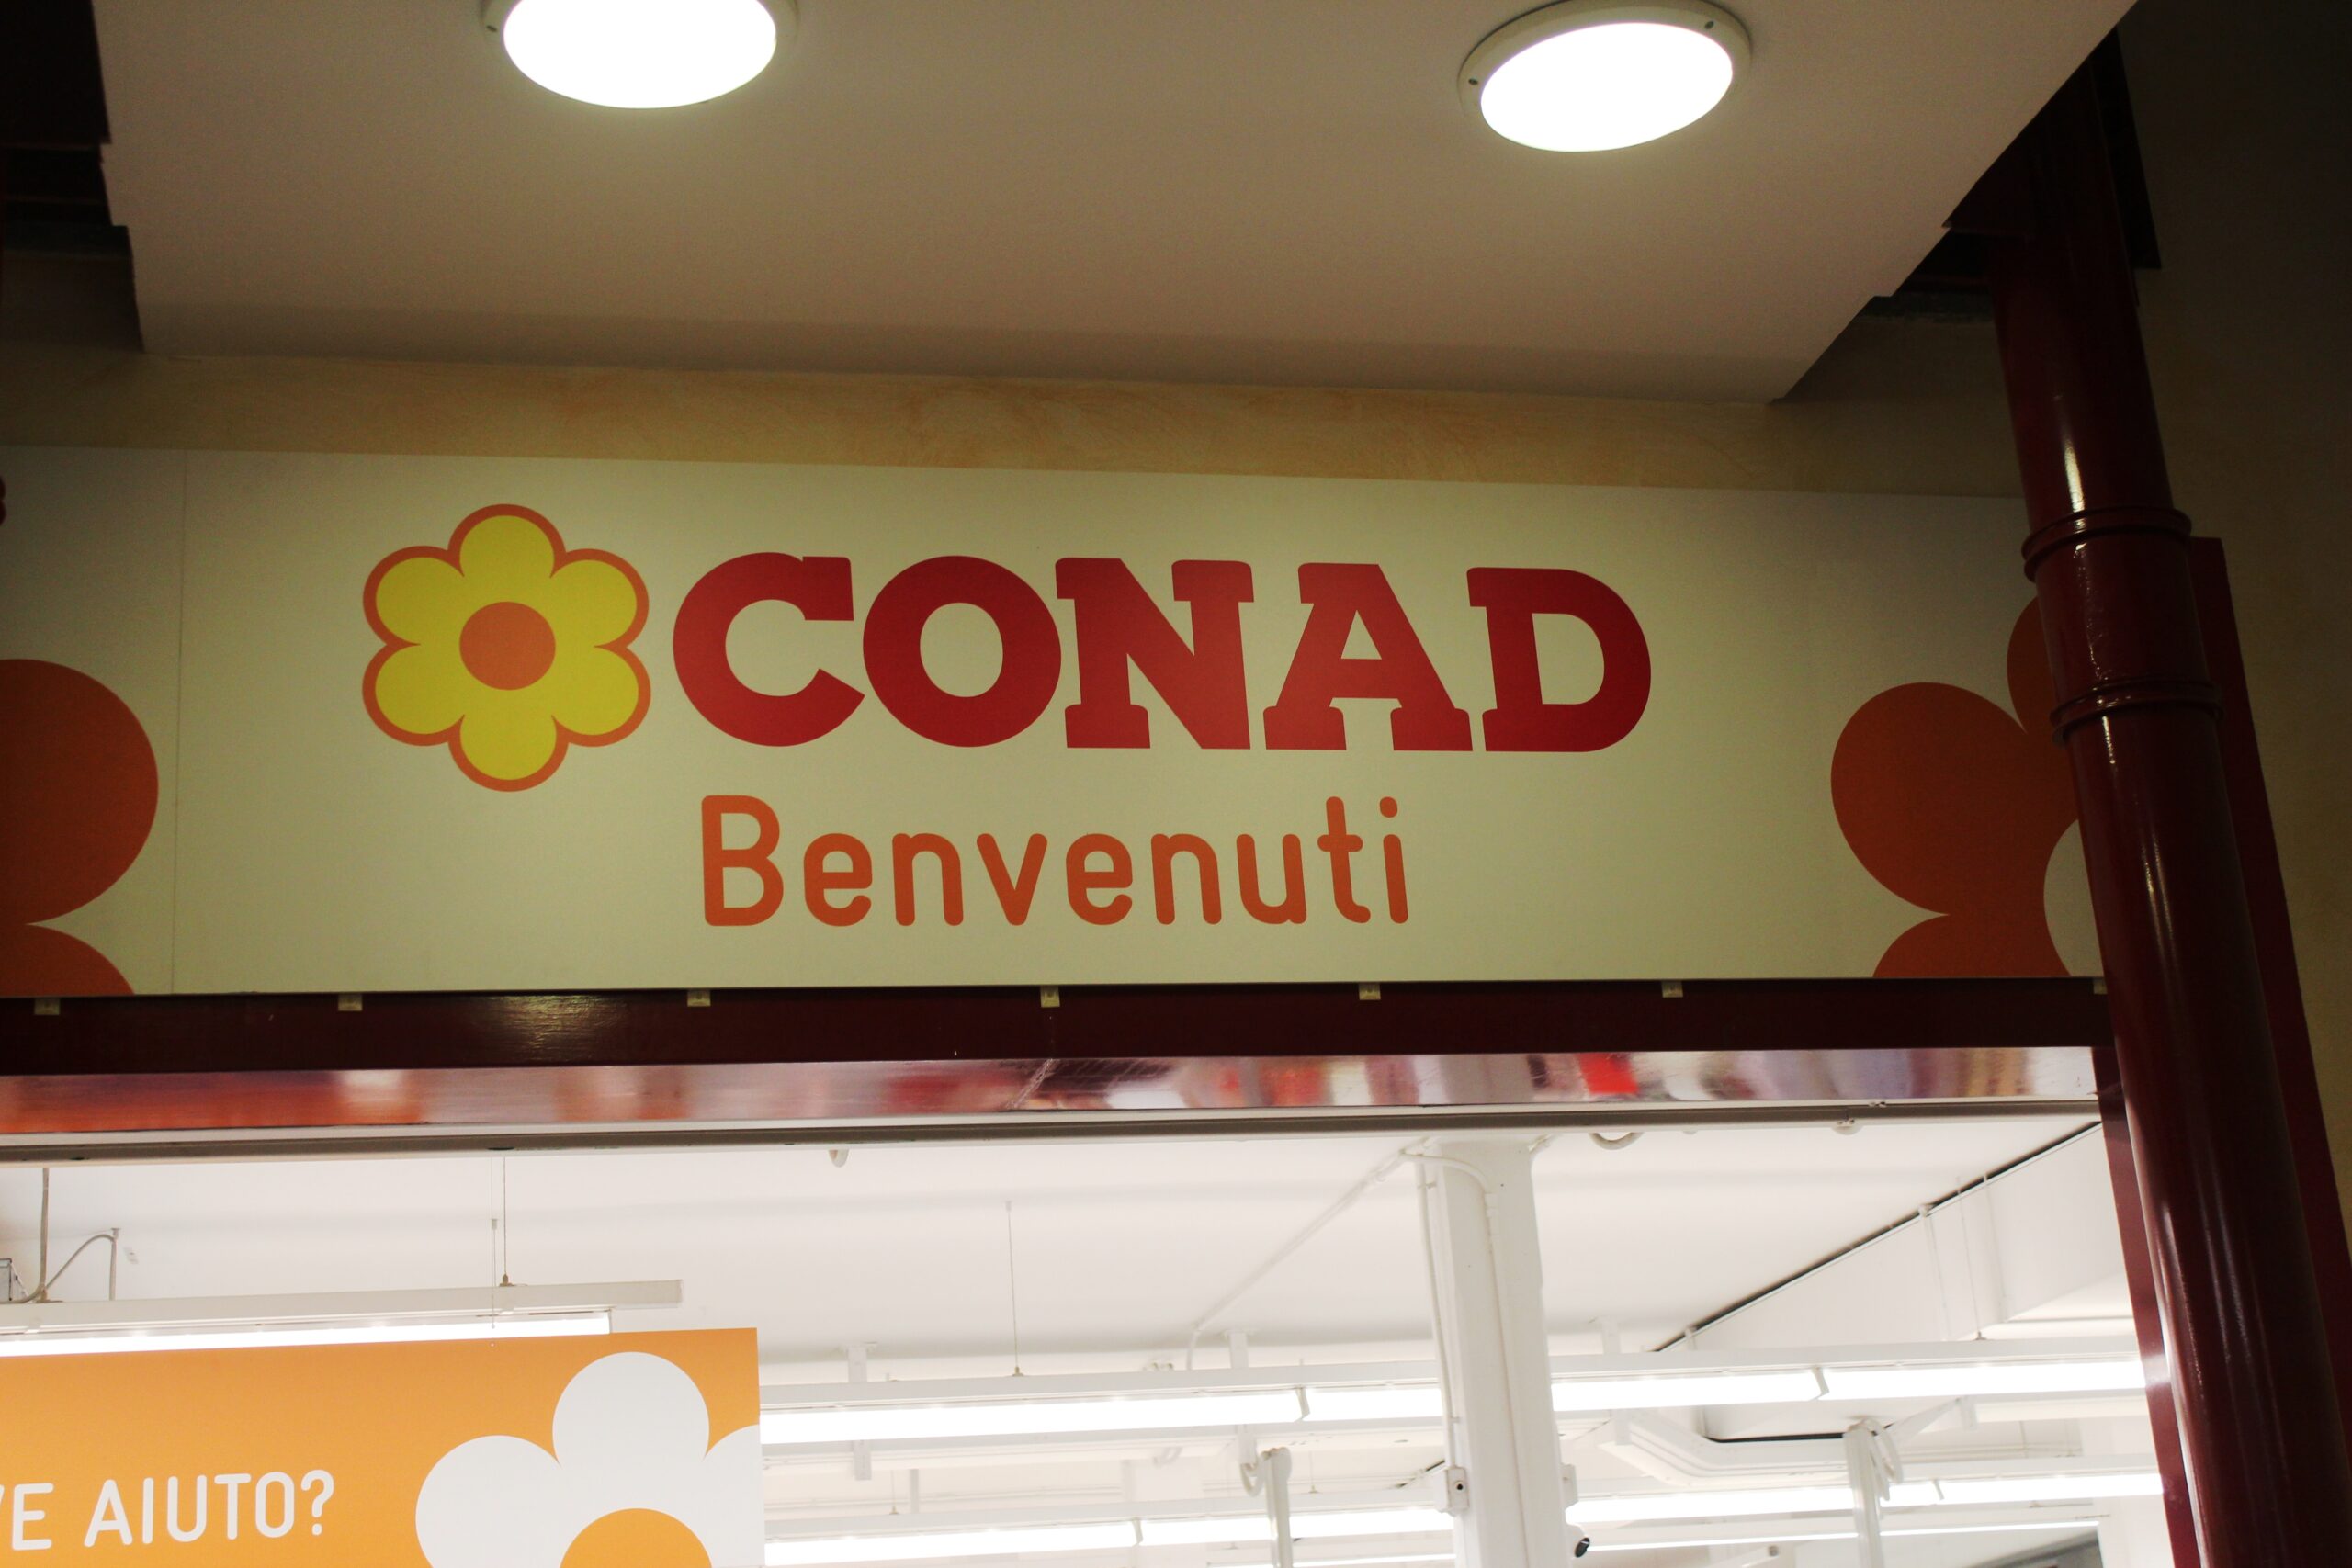 CONAD
Benvenuti
E AIUTO?